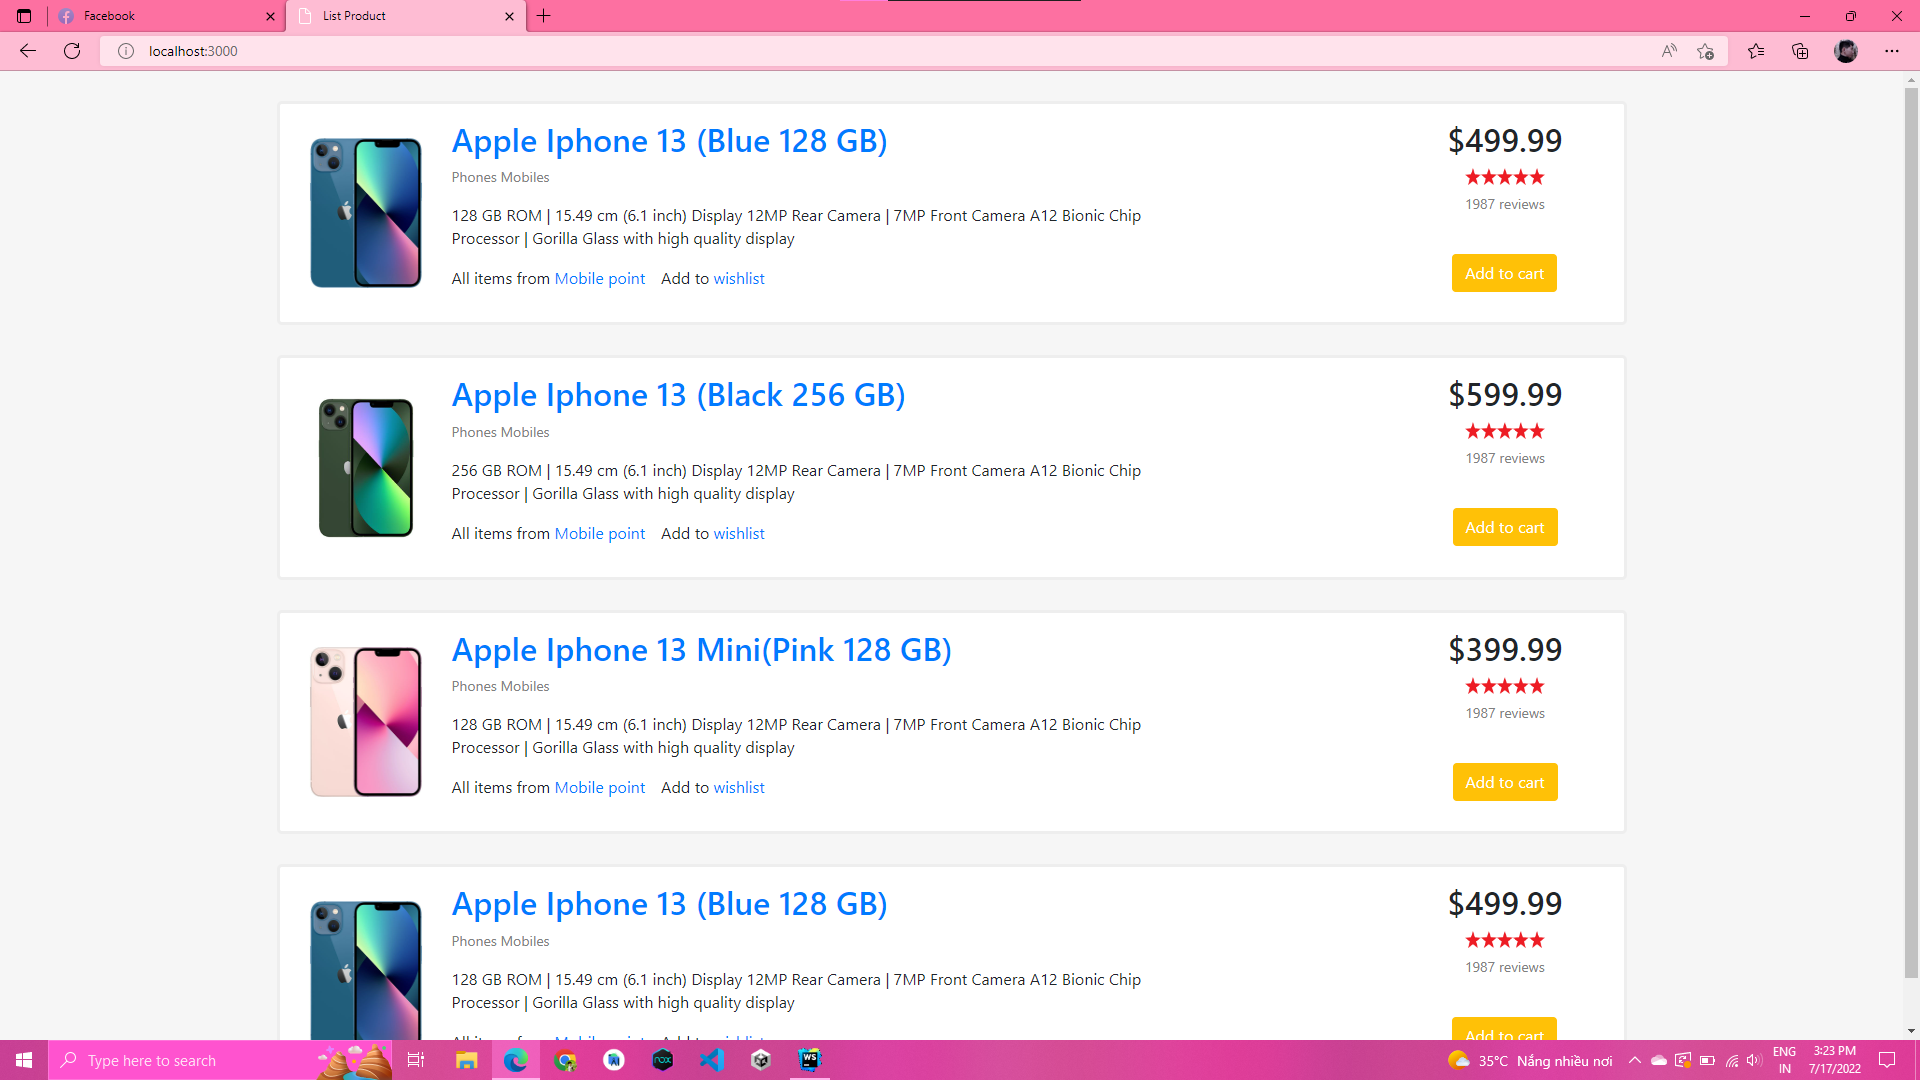 Facebook
List Product
localhost:3000
Apple Iphone 13 (Blue 128 GB)
Phones Mobiles
128 GB ROM | 15.49 cm (6.1 inch) Display 12MP Rear Camera | 7MP Front Camera A12 Bionic Chip
Processor | Gorilla Glass with high quality display
All items from Mobile point Add to wishlist
$499.99
★★★★★
1987 reviews
Add to cart
Apple Iphone 13 (Black 256 GB)
Phones Mobiles
256 GB ROM | 15.49 cm (6.1 inch) Display 12MP Rear Camera | 7MP Front Camera A12 Bionic Chip
Processor | Gorilla Glass with high quality display
All items from Mobile point Add to wishlist
$599.99
★★★★★
1987 reviews
Add to cart
Apple Iphone 13 Mini(Pink 128 GB)
Phones Mobiles
128 GB ROM | 15.49 cm (6.1 inch) Display 12MP Rear Camera | 7MP Front Camera A12 Bionic Chip
Processor | Gorilla Glass with high quality display
All items from Mobile point Add to wishlist
$399.99
★★★★★
1987 reviews
Add to cart
Apple Iphone 13 (Blue 128 GB)
Phones Mobiles
128 GB ROM | 15.49 cm (6.1 inch) Display 12MP Rear Camera | 7MP Front Camera A12 Bionic Chip
Processor | Gorilla Glass with high quality display
All items from Mobile point Add to wishlist
$499.99
★★★★★
1987 reviews
Add to cart
Type here to search
nox
WS
35°C Nắng nhiều nơi
ENG
IN
3:23 PM
7/17/2022